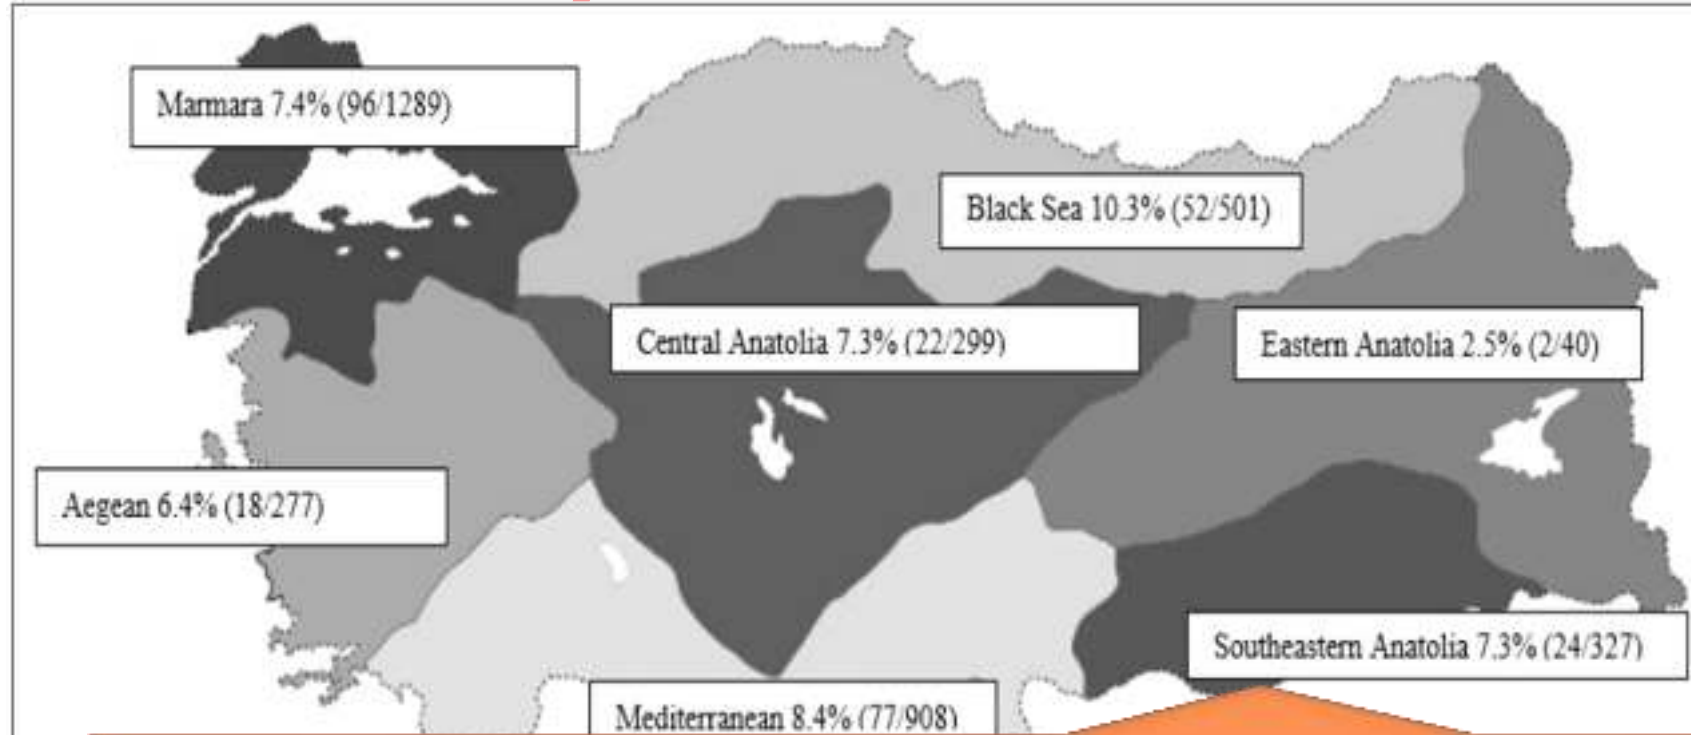 Marmara 7.4% (96/1289)
Black Sea 10.3% (52/501)
Central Anatolia 7.3% (22/299)
Eastern Anatolia 2.5% (2/40)
Aegean 6.4% (18/277)
Southeastern Anatolia 7.3% (24/327)
Mediterranean 8.4% (77/908)